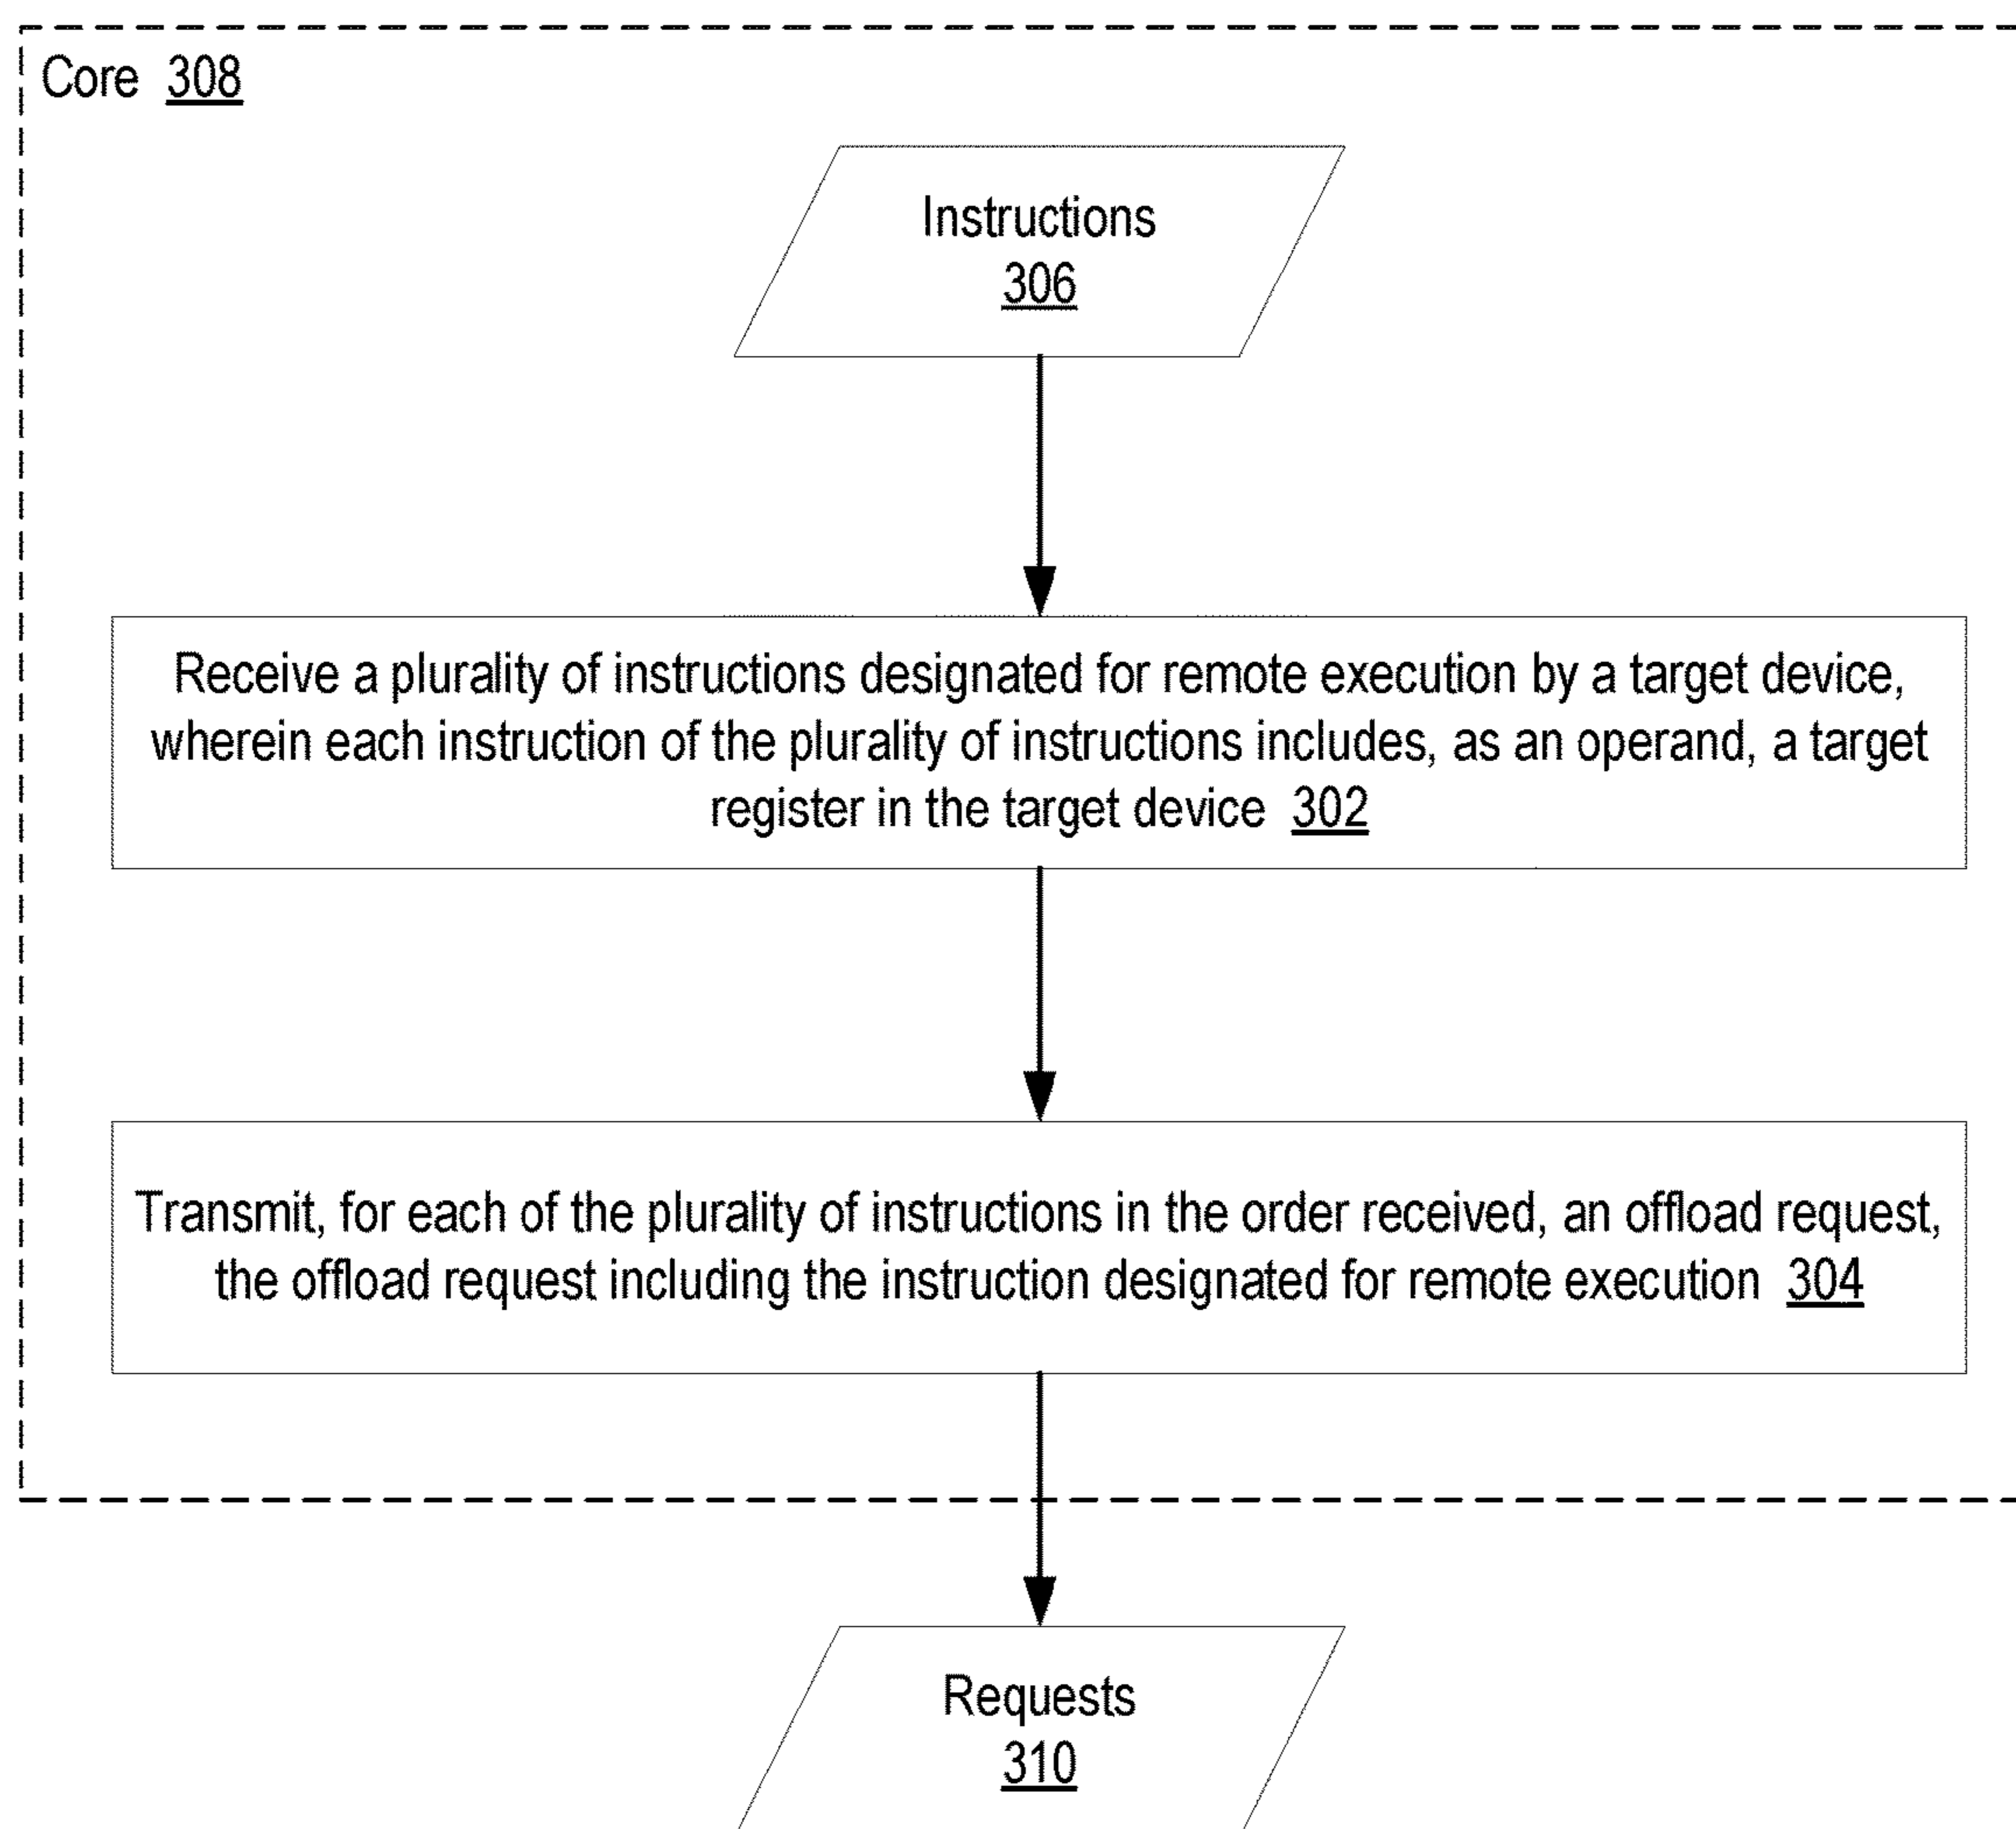 Core 308
Instructions
306
Receive a plurality of instructions designated for remote execution by a target device,
wherein each instruction of the plurality of instructions includes, as an operand, a target
register in the target device 302
Transmit, for each of the plurality of instructions in the order received, an offload request,
the offload request including the instruction designated for remote execution 304
Requests
310